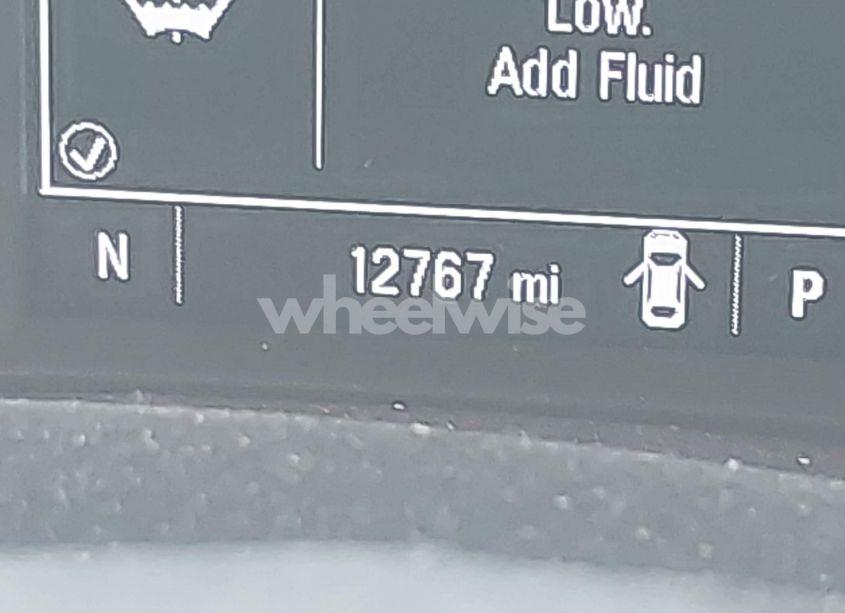 Low.
Add Fluid
N
12767 mi
P
wheelwise